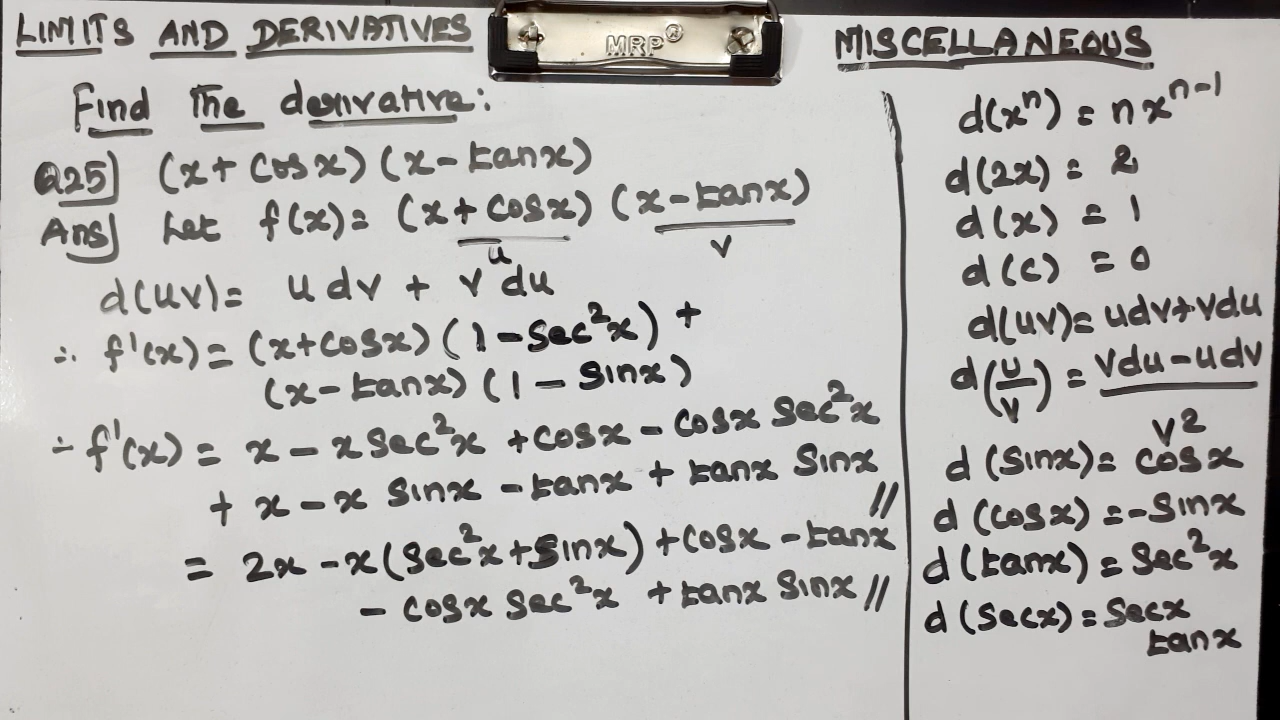 LIMITS AND DERIVATIVES
MRP®
Find The derivative:
Q25] (x + cosx) (x - tanx)
Ans] Let f(x) = (x + cosx) (x - tanx)
u v
d(uv) = u dv + v du
∴ f'(x) = (x+cosx) (1 - sec²x) +
(x - tanx) (1 - sinx)
∴ f'(x) = x - x sec²x + cosx - cosx sec²x
+ x - x sinx - tanx + tanx sinx //
= 2x - x(sec²x + sinx) + cosx - tanx
- cosx sec²x + tanx sinx //
MISCELLANEOUS
d(xⁿ) = n xⁿ⁻¹
d(2x) = 2
d(x) = 1
d(c) = 0
d(uv) = udv + vdu
d(u/v) = vdu - udv
v²
d(sinx) = cosx
d(cosx) = -sinx
d(tanx) = sec²x
d(secx) = secx
tanx